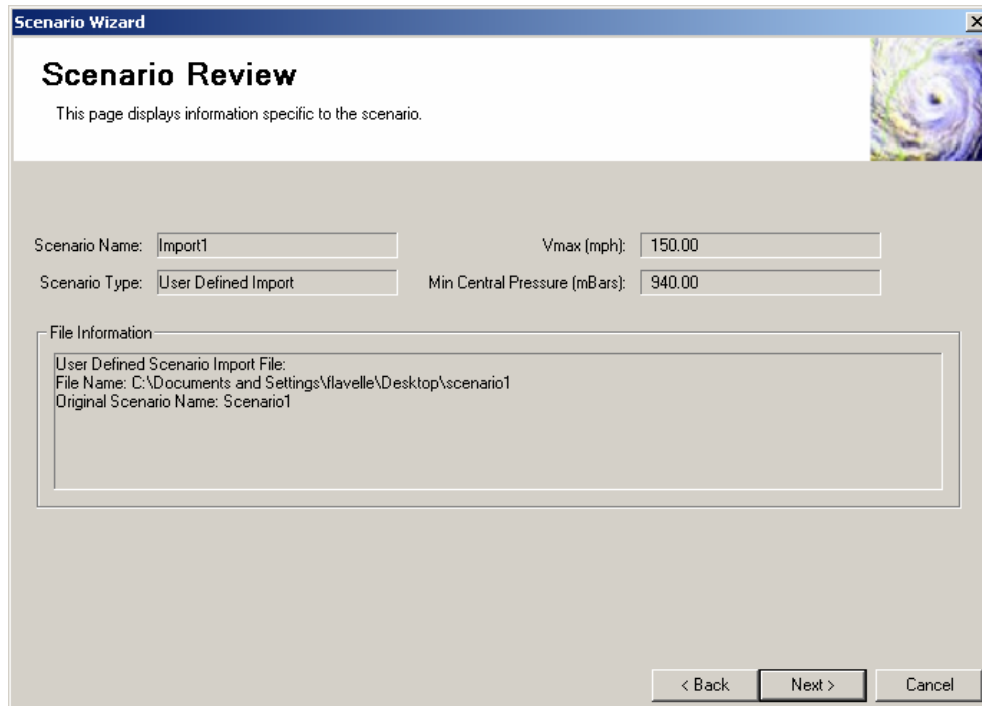 Scenario Wizard
Scenario Review
This page displays information specific to the scenario.
Scenario Name: Import1 Vmax (mph): 150.00
Scenario Type: User Defined Import Min Central Pressure (mBars): 940.00
File Information
User Defined Scenario Import File:
File Name: C:\Documents and Settings\flavelle\Desktop\scenario1
Original Scenario Name: Scenario1
< Back Next > Cancel